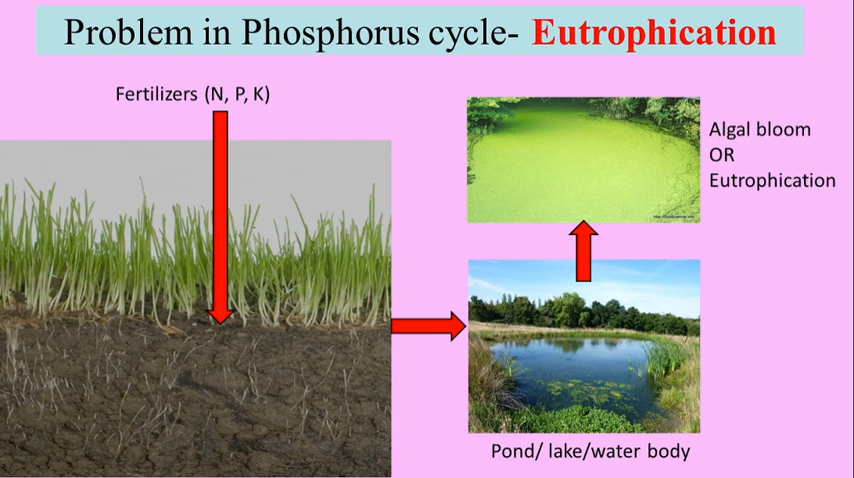 Problem in Phosphorus cycle- Eutrophication
Fertilizers (N, P, K)
Algal bloom
OR
Eutrophication
Pond/ lake/water body